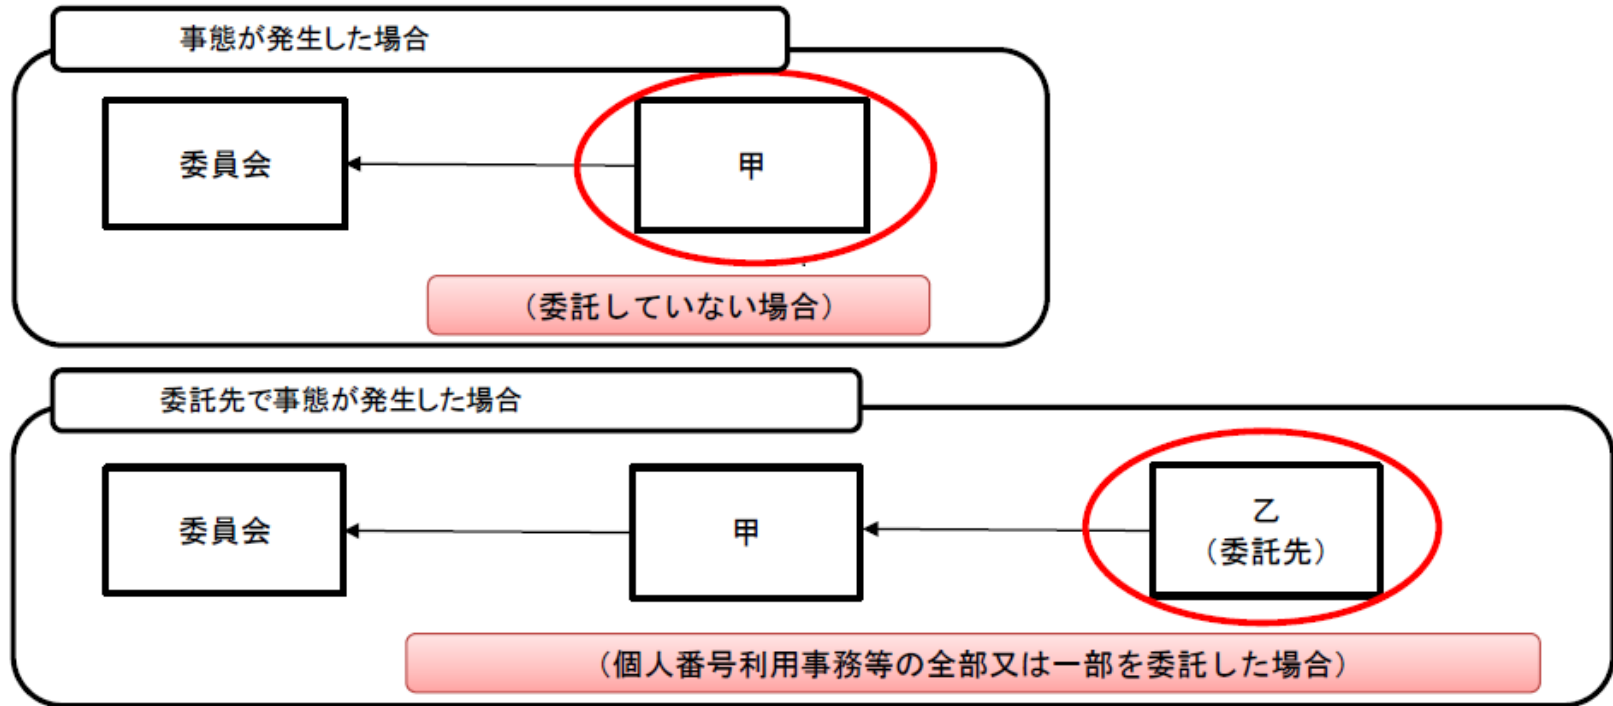 事態が発生した場合
委員会
甲
（委託していない場合）
委託先で事態が発生した場合
委員会
甲
乙
（委託先）
（個人番号利用事務等の全部又は一部を委託した場合）